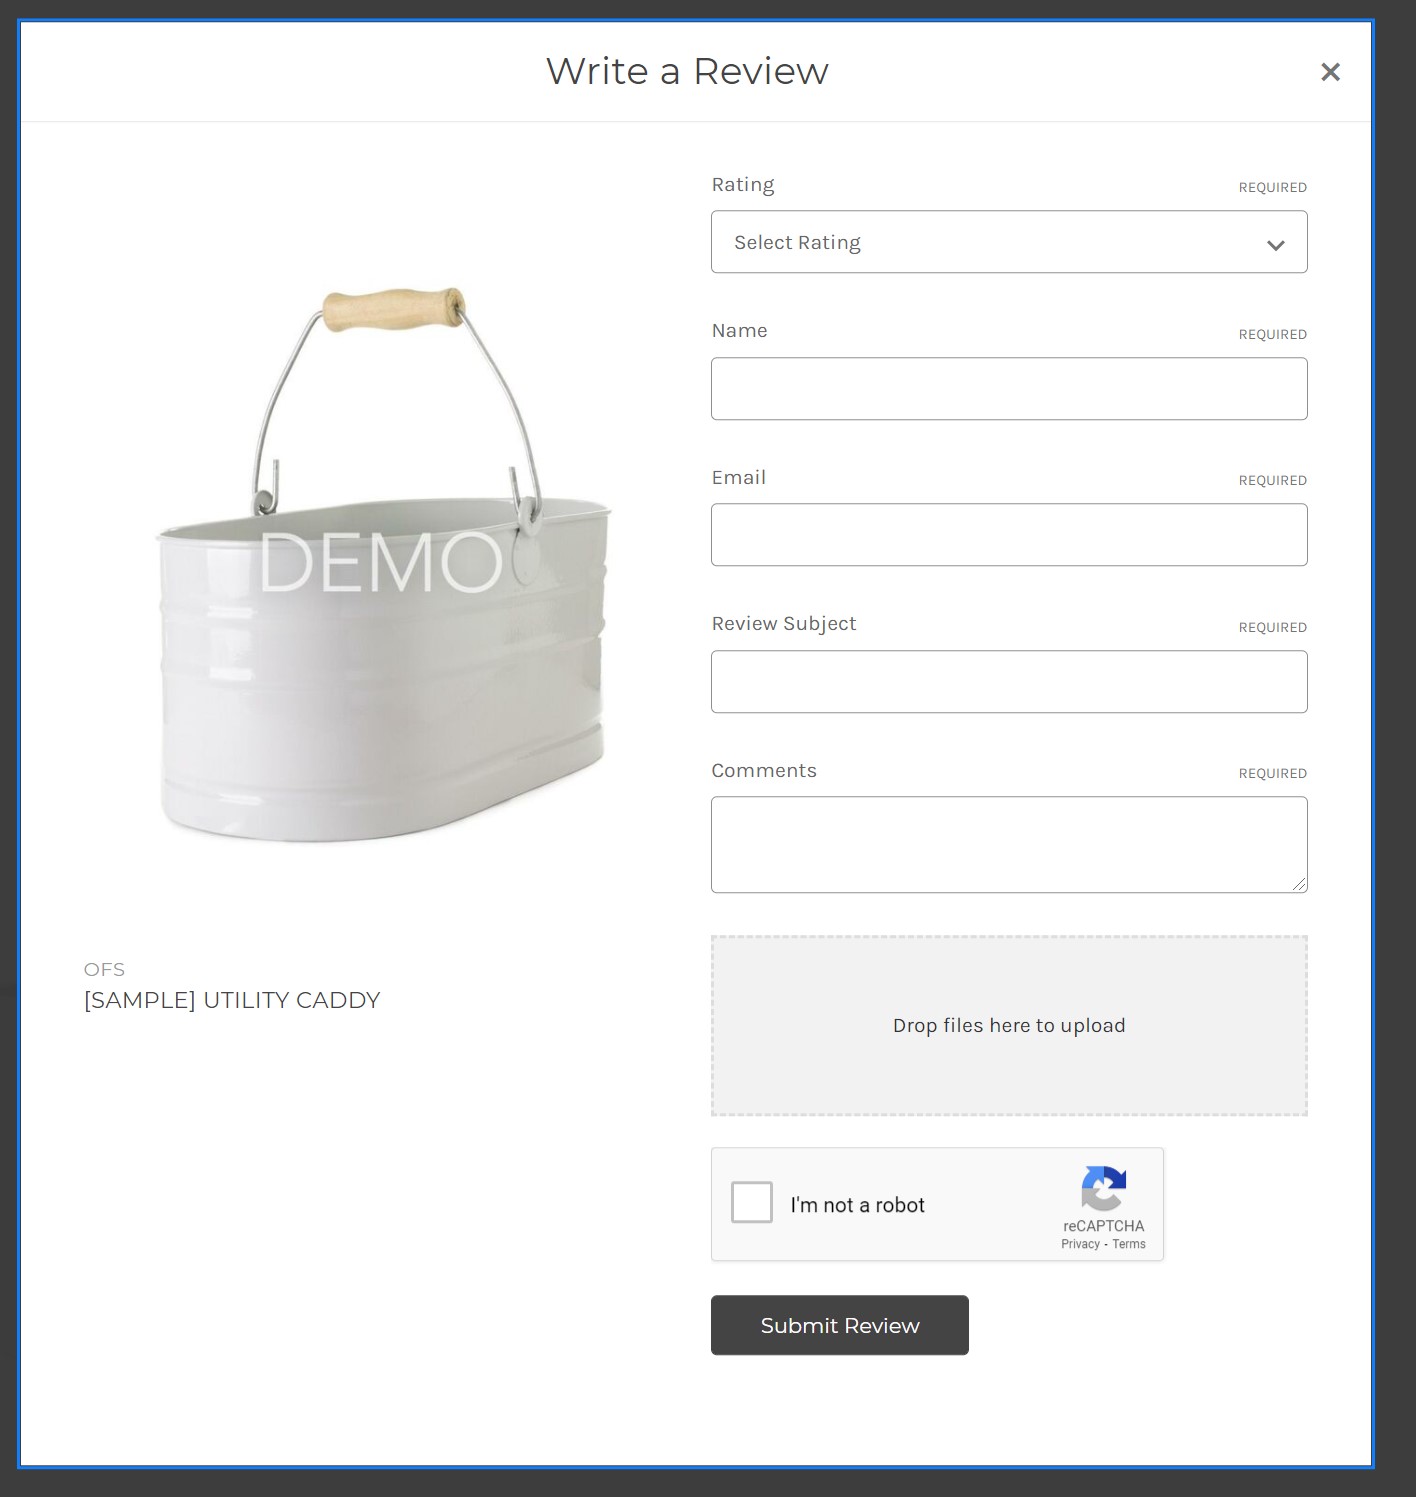 Write a Review
Rating
REQUIRED
Select Rating
Name
REQUIRED
Email
REQUIRED
Review Subject
REQUIRED
Comments
REQUIRED
Drop files here to upload
I'm not a robot
reCAPTCHA
Privacy - Terms
Submit Review
DEMO
OFS
[SAMPLE] UTILITY CADDY